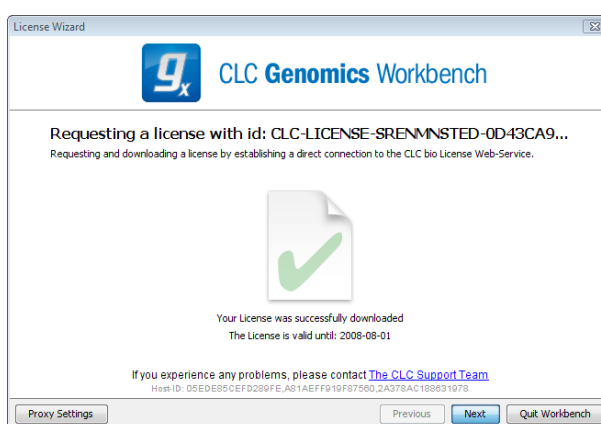 License Wizard
gx CLC Genomics Workbench
Requesting a license with id: CLC-LICENSE-SRENMNSTED-0D43CA9...
Requesting and downloading a license by establishing a direct connection to the CLC bio License Web-Service.
Your License was successfully downloaded
The License is valid until: 2008-08-01
If you experience any problems, please contact The CLC Support Team
Host-ID: 05EDE85CEFD289FE,A81AEFF919F87560,2A378AC188631978
Proxy Settings Previous Next Quit Workbench